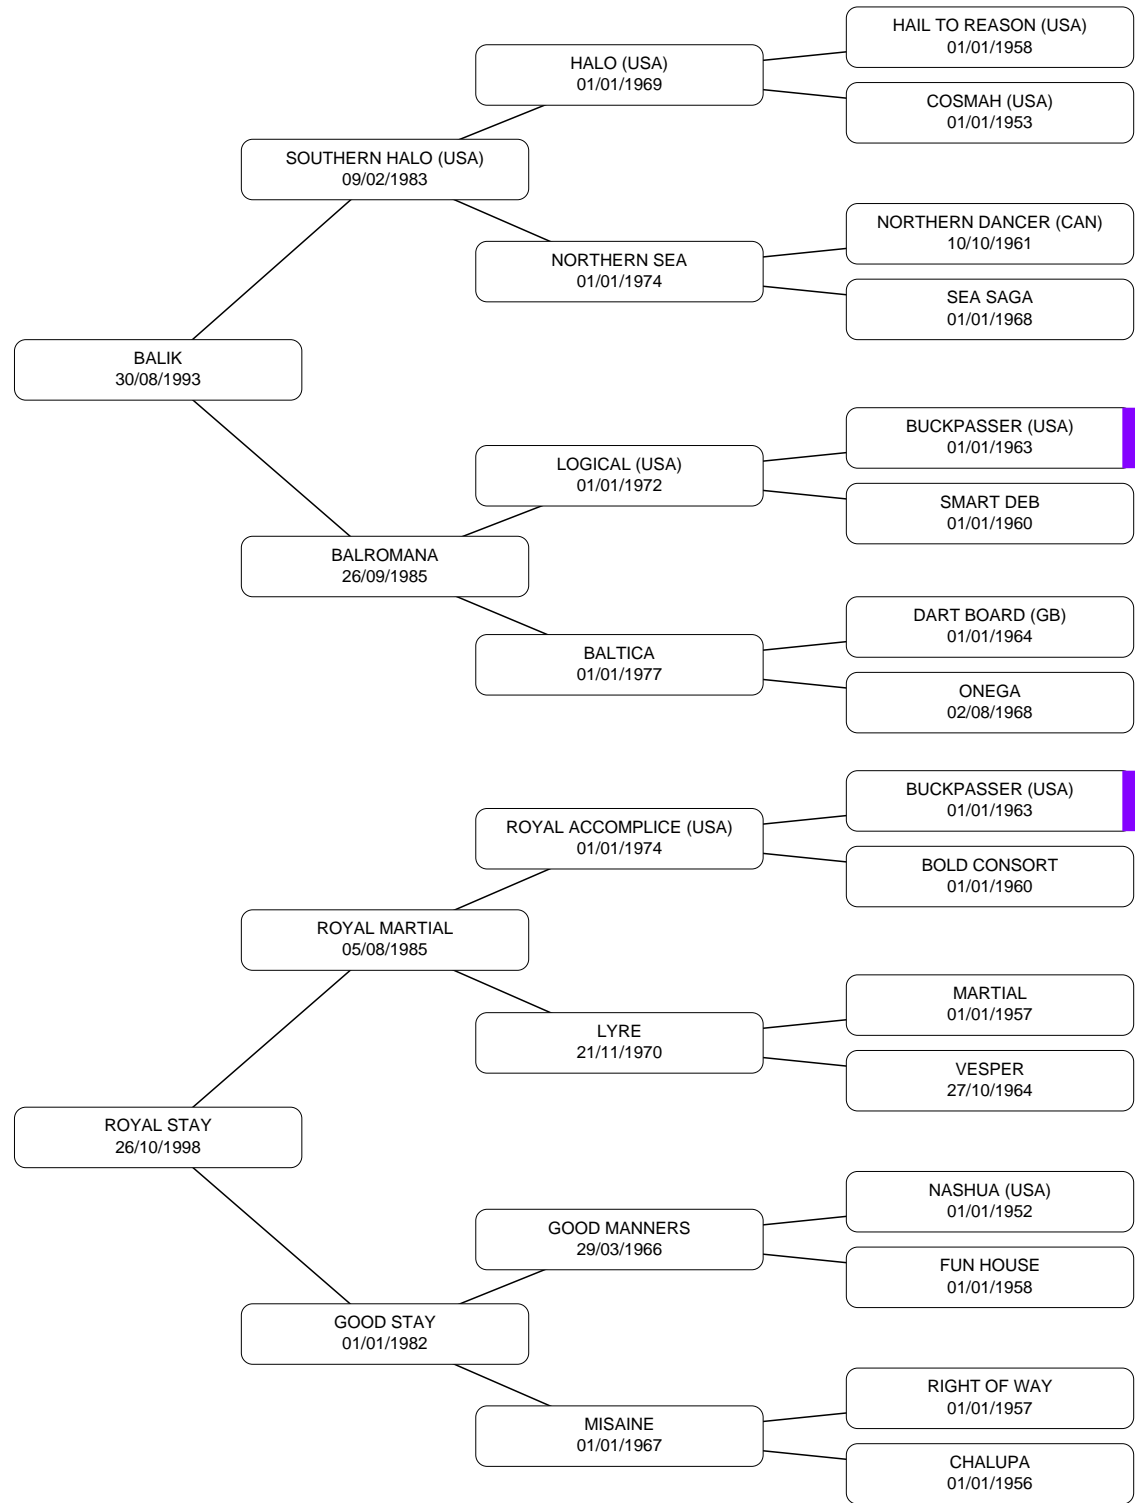 HAIL TO REASON (USA)
01/01/1958
HALO (USA)
01/01/1969
COSMAH (USA)
01/01/1953
SOUTHERN HALO (USA)
09/02/1983
NORTHERN DANCER (CAN)
10/10/1961
NORTHERN SEA
01/01/1974
SEA SAGA
01/01/1968
BALIK
30/08/1993
BUCKPASSER (USA)
01/01/1963
LOGICAL (USA)
01/01/1972
SMART DEB
01/01/1960
BALROMANA
26/09/1985
DART BOARD (GB)
01/01/1964
BALTICA
01/01/1977
ONEGA
02/08/1968
BUCKPASSER (USA)
01/01/1963
ROYAL ACCOMPLICE (USA)
01/01/1974
BOLD CONSORT
01/01/1960
ROYAL MARTIAL
05/08/1985
MARTIAL
01/01/1957
LYRE
21/11/1970
VESPER
27/10/1964
ROYAL STAY
26/10/1998
NASHUA (USA)
01/01/1952
GOOD MANNERS
29/03/1966
FUN HOUSE
01/01/1958
GOOD STAY
01/01/1982
RIGHT OF WAY
01/01/1957
MISAINE
01/01/1967
CHALUPA
01/01/1956